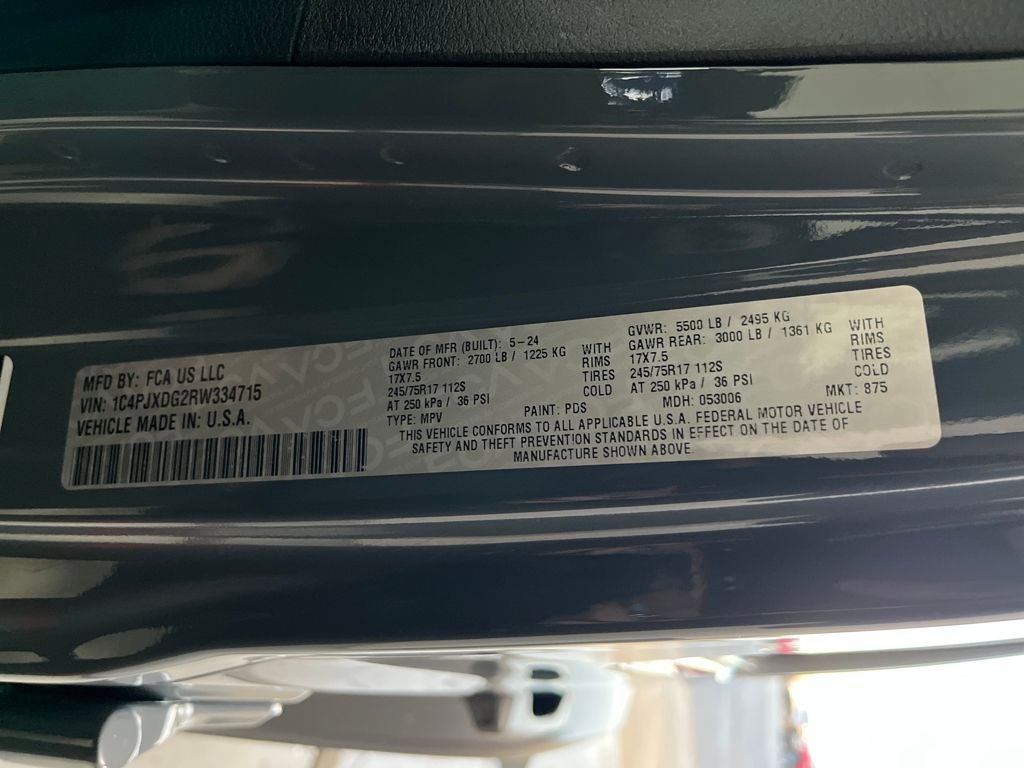 MFD BY: FCA US LLC
VIN: 1C4PJXDG2RW334715
VEHICLE MADE IN: U.S.A.
DATE OF MFR (BUILT): 5-24
GAWR FRONT: 2700 LB / 1225 KG WITH
17X7.5 RIMS
245/75R17 112S TIRES
AT 250 kPa / 36 PSI COLD
GVWR: 5500 LB / 2495 KG
GAWR REAR: 3000 LB / 1361 KG WITH
17X7.5 RIMS
245/75R17 112S TIRES
AT 250 kPa / 36 PSI COLD
TYPE: MPV PAINT: PDS MDH: 053006 MKT: 875
THIS VEHICLE CONFORMS TO ALL APPLICABLE U.S.A. FEDERAL MOTOR VEHICLE
SAFETY AND THEFT PREVENTION STANDARDS IN EFFECT ON THE DATE OF
MANUFACTURE SHOWN ABOVE